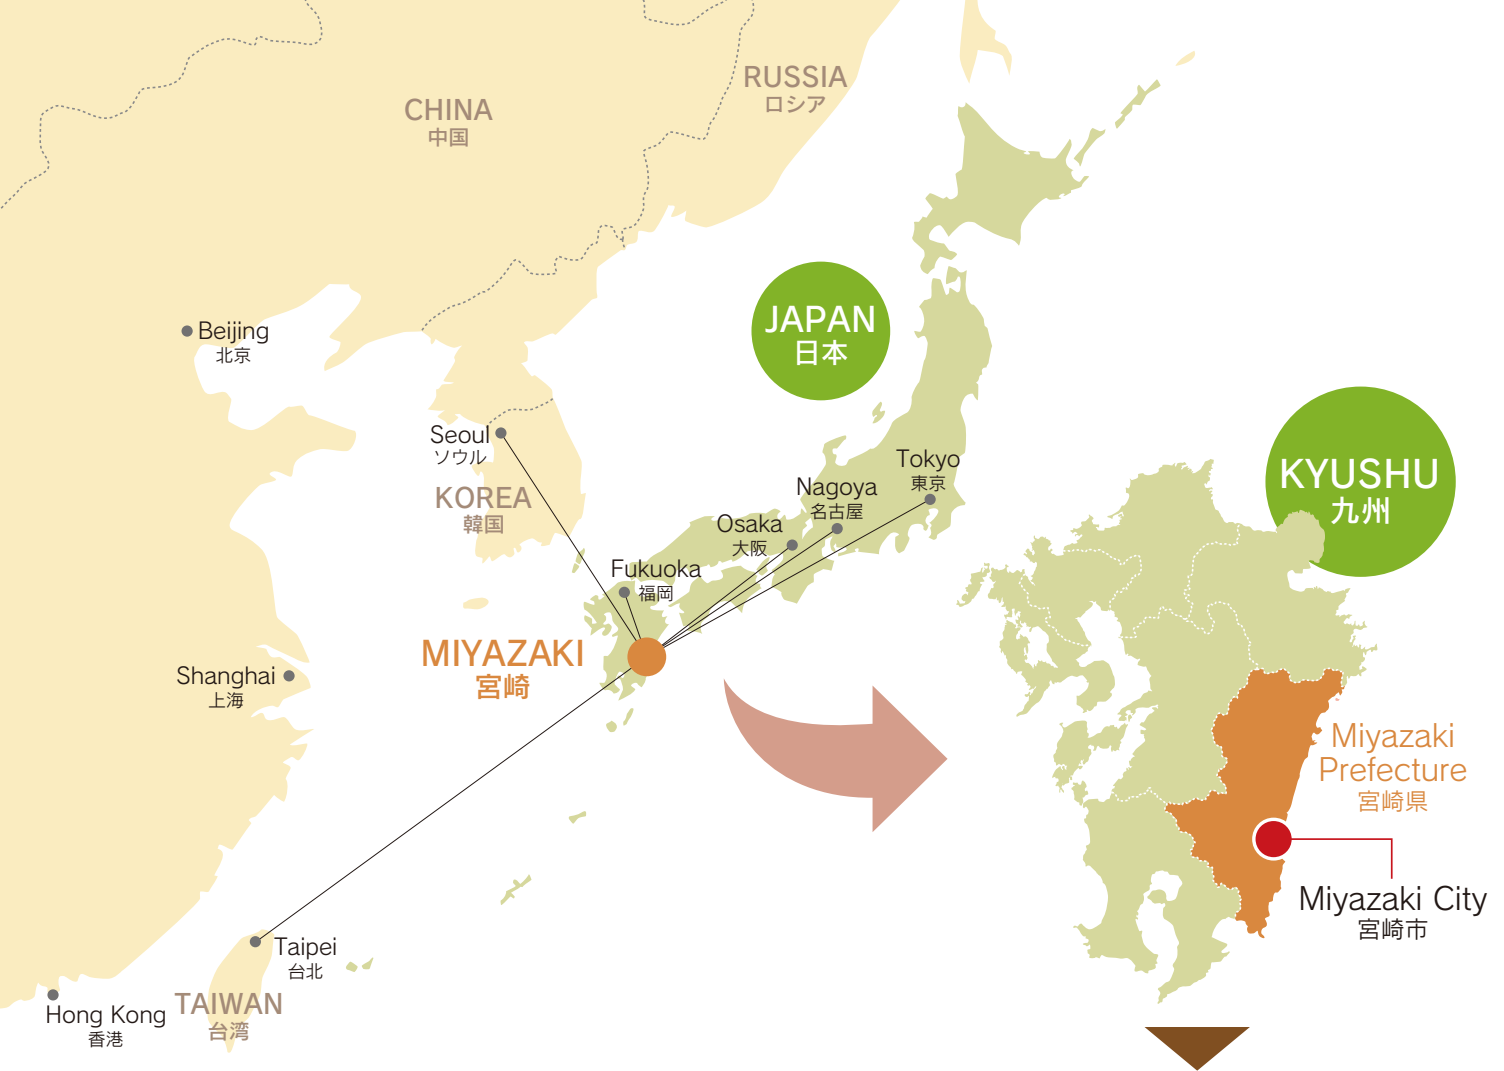 RUSSIA
ロシア
CHINA
中国
JAPAN
日本
Beijing
北京
Seoul
ソウル
KOREA
韓国
Tokyo
東京
Nagoya
名古屋
Osaka
大阪
Fukuoka
福岡
KYUSHU
九州
MIYAZAKI
宮崎
Shanghai
上海
Miyazaki
Prefecture
宮崎県
Miyazaki City
宮崎市
Taipei
台北
TAIWAN
台湾
Hong Kong
香港